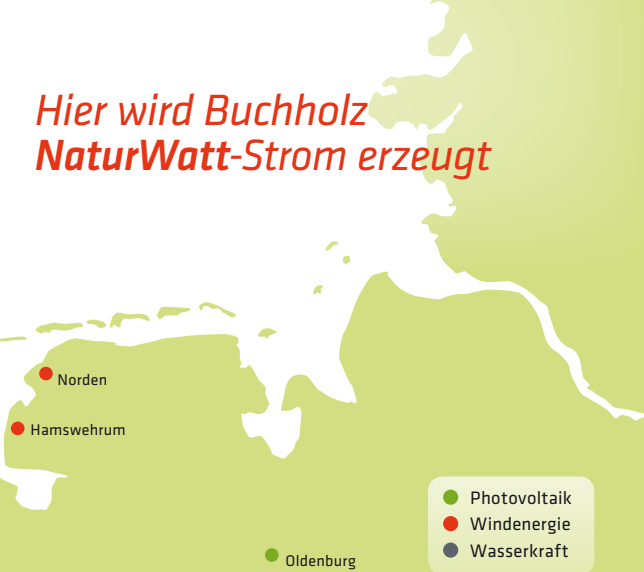 Hier wird Buchholz
NaturWatt-Strom erzeugt
Norden
Hamswehrum
Photovoltaik
Windenergie
Wasserkraft
Oldenburg